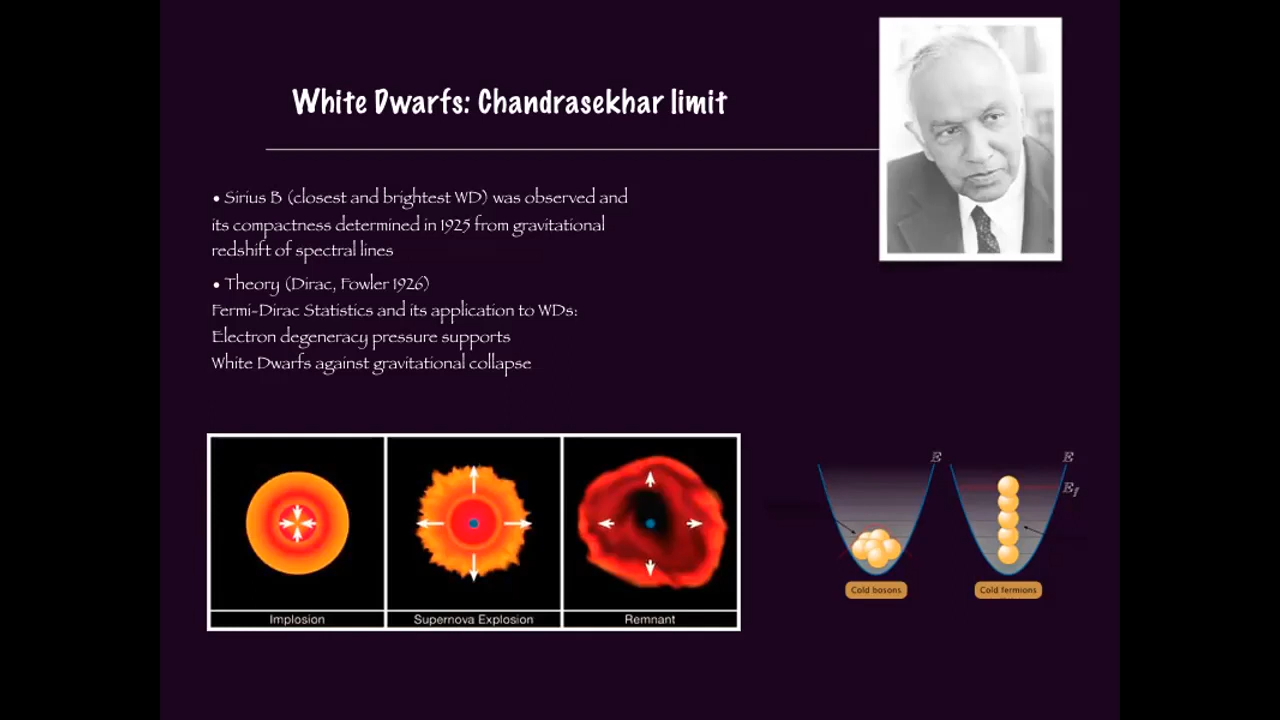 White Dwarfs: Chandrasekhar limit
• Sirius B (closest and brightest WD) was observed and
its compactness determined in 1925 from gravitational
redshift of spectral lines
• Theory (Dirac, Fowler 1926)
Fermi-Dirac Statistics and its application to WDs:
Electron degeneracy pressure supports
White Dwarfs against gravitational collapse
Implosion
Supernova Explosion
Remnant
E
E
Ef
Cold bosons
Cold fermions